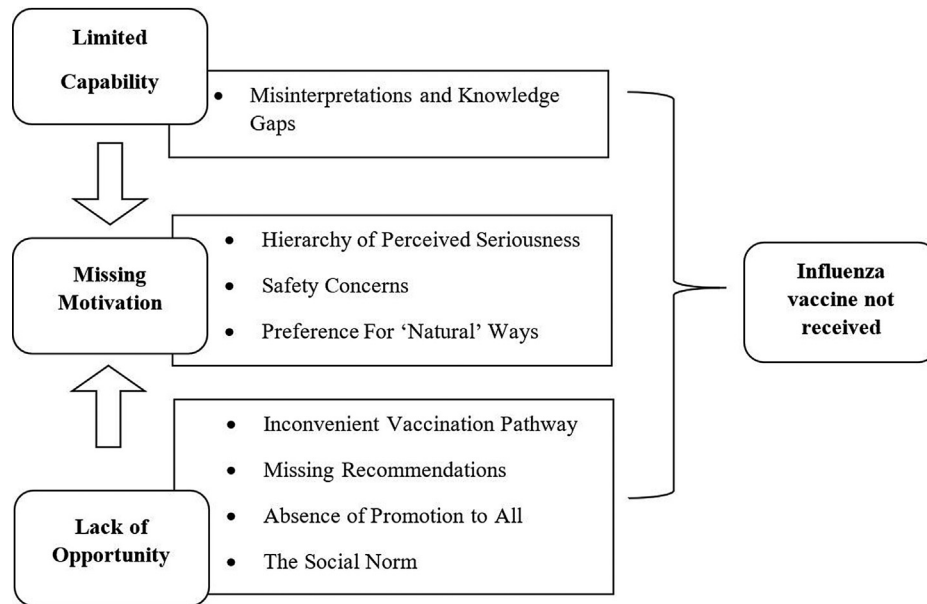 Limited
Capability
• Misinterpretations and Knowledge
Gaps
Missing
Motivation
• Hierarchy of Perceived Seriousness
• Safety Concerns
• Preference For ‘Natural’ Ways
Lack of
Opportunity
• Inconvenient Vaccination Pathway
• Missing Recommendations
• Absence of Promotion to All
• The Social Norm
Influenza
vaccine not
received